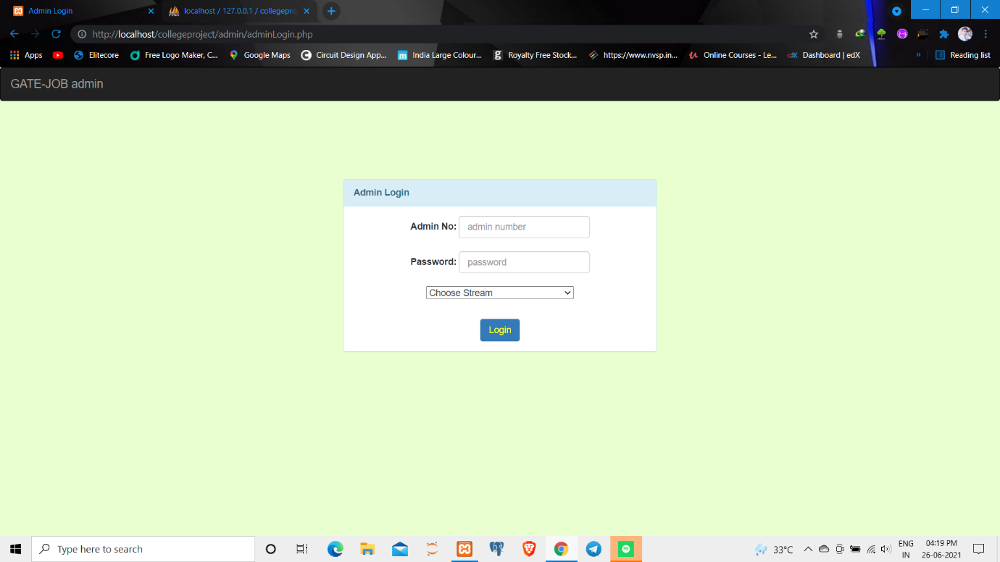 Admin Login
localhost / 127.0.0.1 / collegepro
http://localhost/collegeproject/admin/adminLogin.php
Apps
Elitecore
Free Logo Maker, C...
Google Maps
Circuit Design App...
India Large Colour...
Royalty Free Stock...
https://www.nvsp.in...
Online Courses - Le...
Dashboard | edX
»
Reading list
GATE-JOB admin
Admin Login
Admin No: admin number
Password: password
Choose Stream
Login
Type here to search
33°C
ENG
IN
04:19 PM
26-06-2021